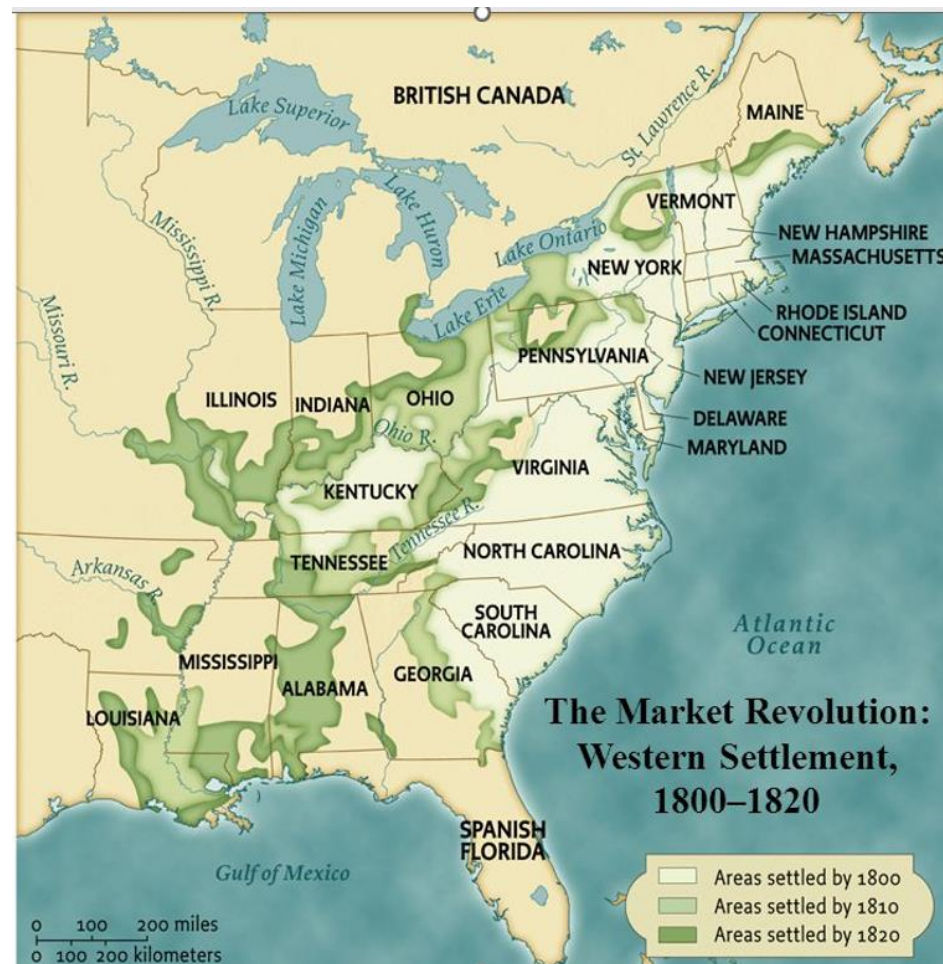 BRITISH CANADA
Lake Superior
St. Lawrence R.
MAINE
Lake Michigan
Lake Huron
Mississippi R.
VERMONT
Lake Ontario
NEW HAMPSHIRE
MASSACHUSETTS
NEW YORK
Missouri R.
Lake Erie
RHODE ISLAND
CONNECTICUT
PENNSYLVANIA
NEW JERSEY
ILLINOIS
INDIANA
OHIO
DELAWARE
Ohio R.
MARYLAND
VIRGINIA
KENTUCKY
Tennessee R.
NORTH CAROLINA
TENNESSEE
Arkansas R.
SOUTH
CAROLINA
Atlantic
Ocean
MISSISSIPPI
ALABAMA
GEORGIA
LOUISIANA
The Market Revolution:
Western Settlement,
1800–1820
SPANISH
FLORIDA
Gulf of Mexico
Areas settled by 1800
Areas settled by 1810
Areas settled by 1820
0 100 200 miles
0 100 200 kilometers